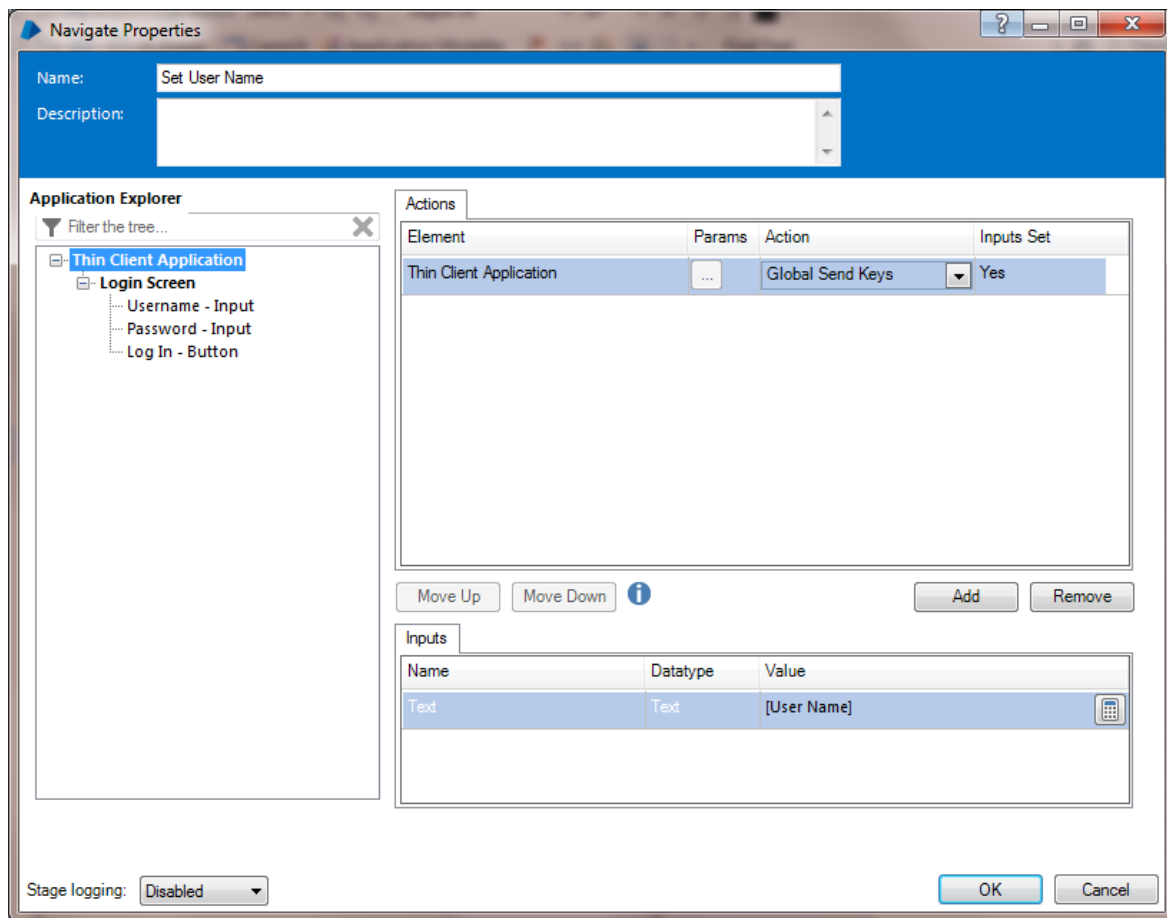 Navigate Properties
Name: Set User Name
Description:
Application Explorer
Filter the tree...
Thin Client Application
Login Screen
Username - Input
Password - Input
Log In - Button
Actions
Element Params Action Inputs Set
Thin Client Application ... Global Send Keys Yes
Move Up Move Down i Add Remove
Inputs
Name Datatype Value
Text Text [User Name]
Stage logging: Disabled OK Cancel